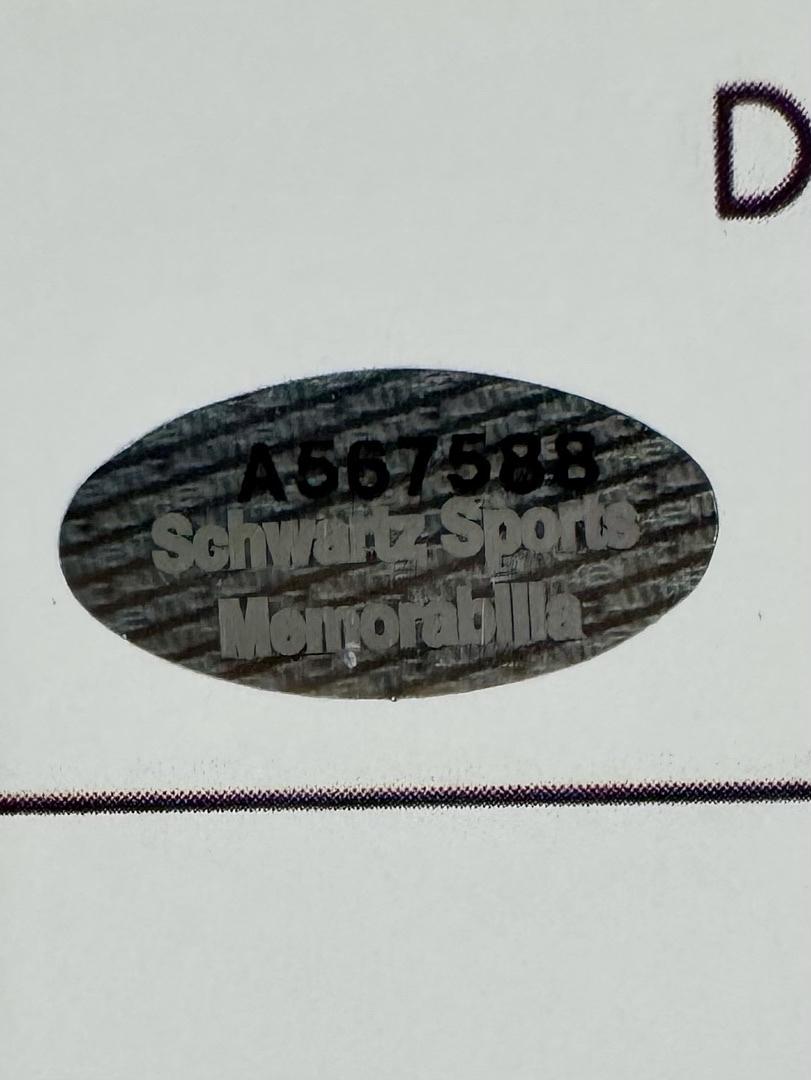 D
A567588
Schwartz Sports
Memorabilia